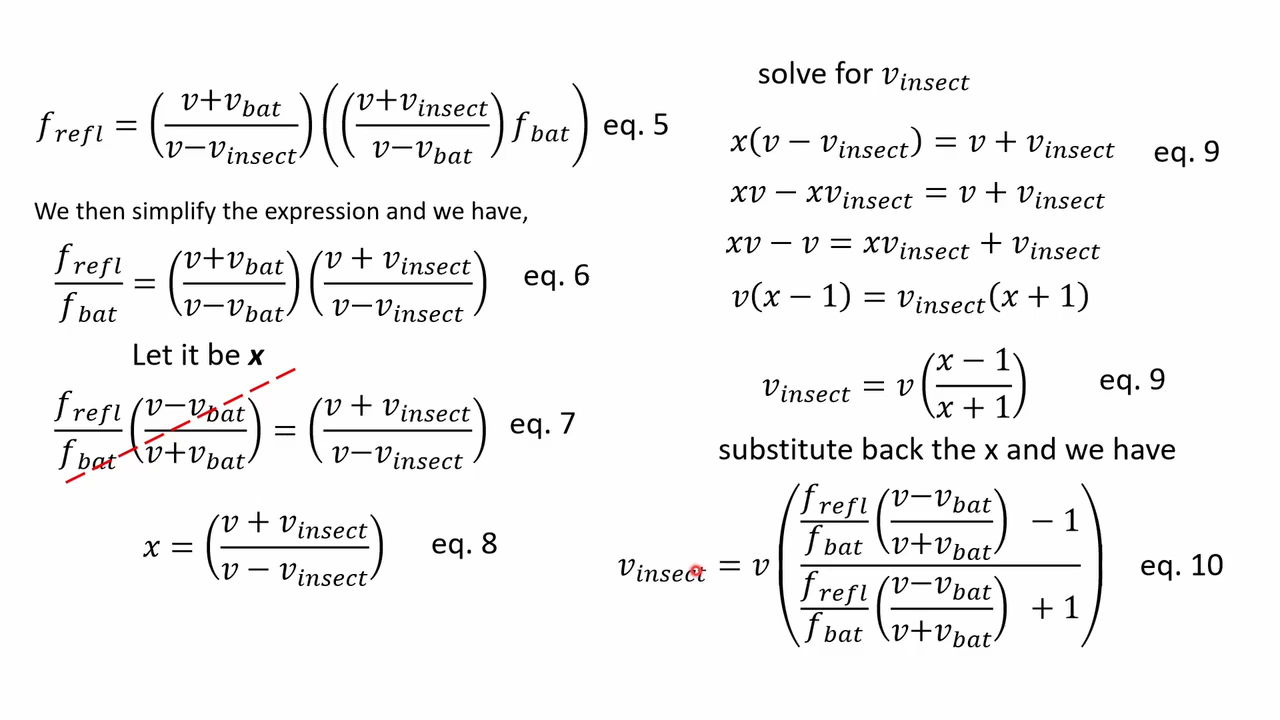 f_refl = ((v+v_bat)/(v−v_insect)) (((v+v_insect)/(v−v_bat)) f_bat) eq. 5
We then simplify the expression and we have,
f_refl/f_bat = ((v+v_bat)/(v−v_bat)) ((v + v_insect)/(v−v_insect)) eq. 6
Let it be x
f_refl/f_bat ((v−v_bat)/(v+v_bat)) = ((v + v_insect)/(v−v_insect)) eq. 7
x = ((v + v_insect)/(v − v_insect)) eq. 8
solve for v_insect
x(v − v_insect) = v + v_insect eq. 9
xv − xv_insect = v + v_insect
xv − v = xv_insect + v_insect
v(x − 1) = v_insect(x + 1)
v_insect = v ((x − 1)/(x + 1)) eq. 9
substitute back the x and we have
v_insect = v ((f_refl/f_bat ((v−v_bat)/(v+v_bat)) − 1)/(f_refl/f_bat ((v−v_bat)/(v+v_bat)) + 1)) eq. 10